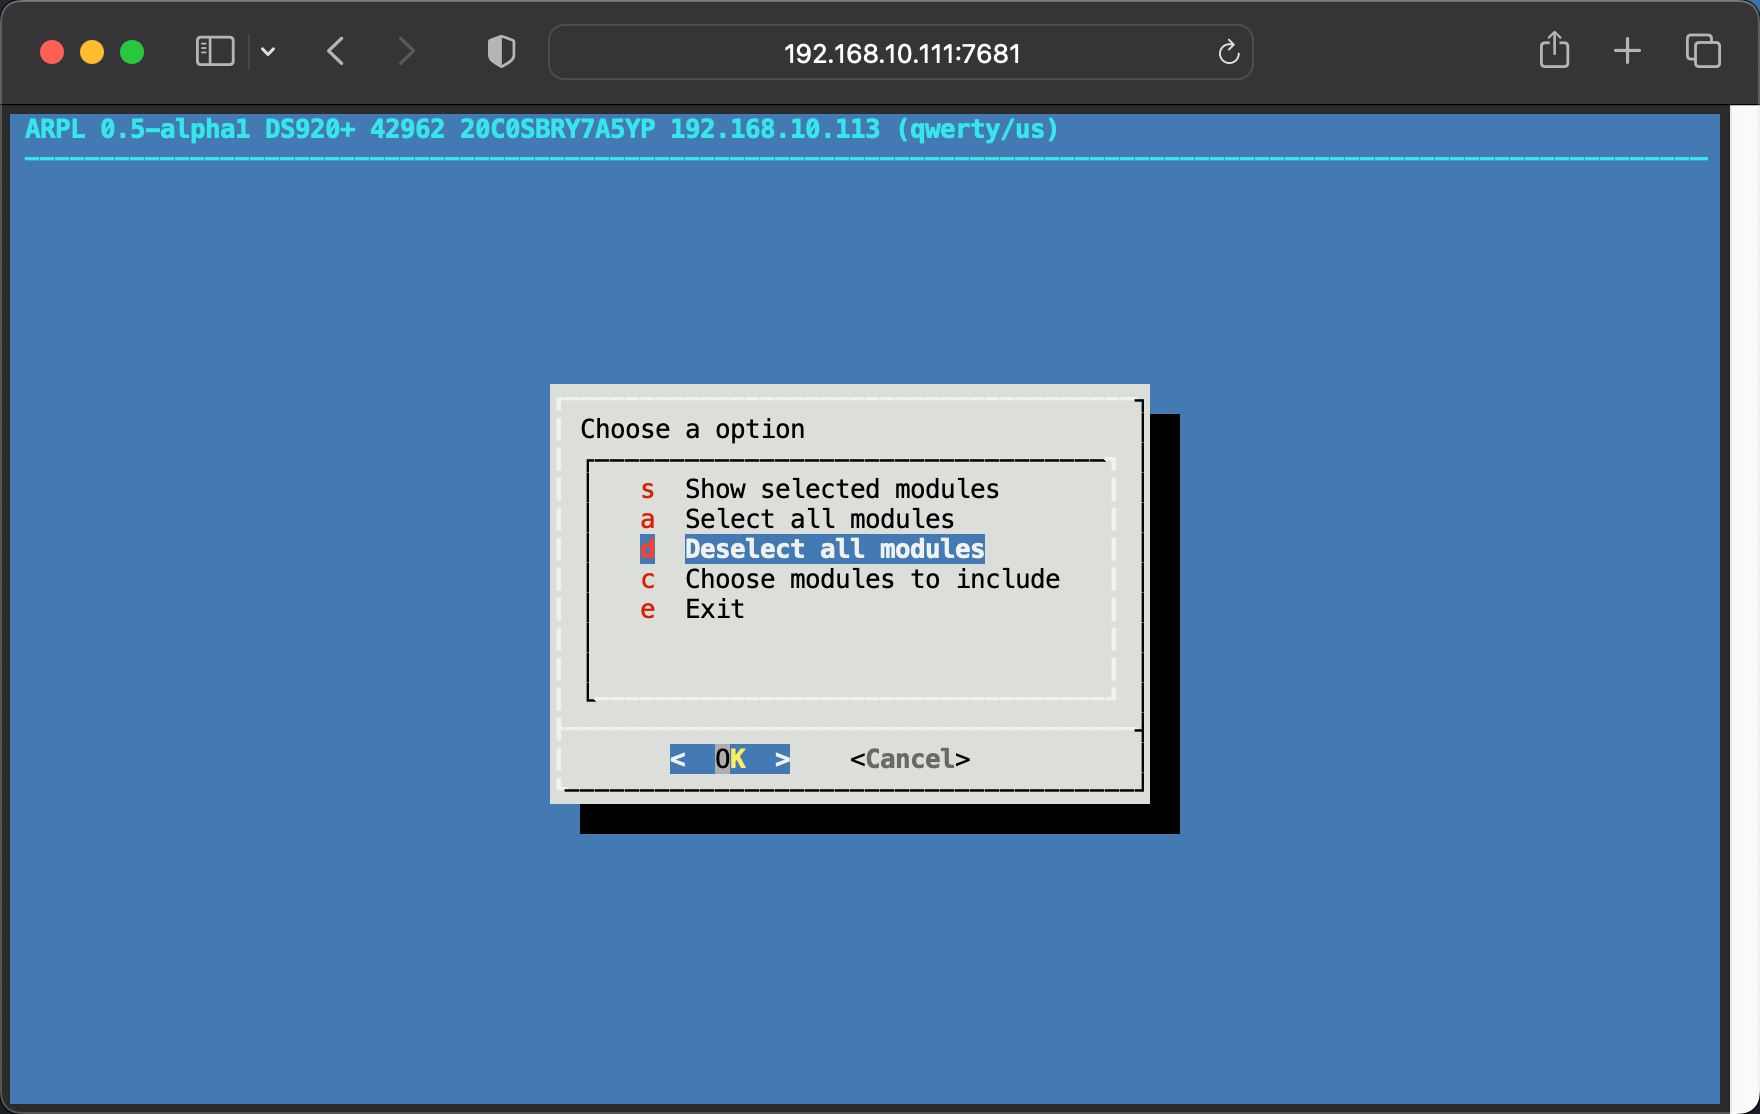 192.168.10.111:7681
ARPL 0.5-alpha1 DS920+ 42962 20C0SBRY7A5YP 192.168.10.113 (qwerty/us)
Choose a option
s Show selected modules
a Select all modules
d Deselect all modules
c Choose modules to include
e Exit
< OK > <Cancel>